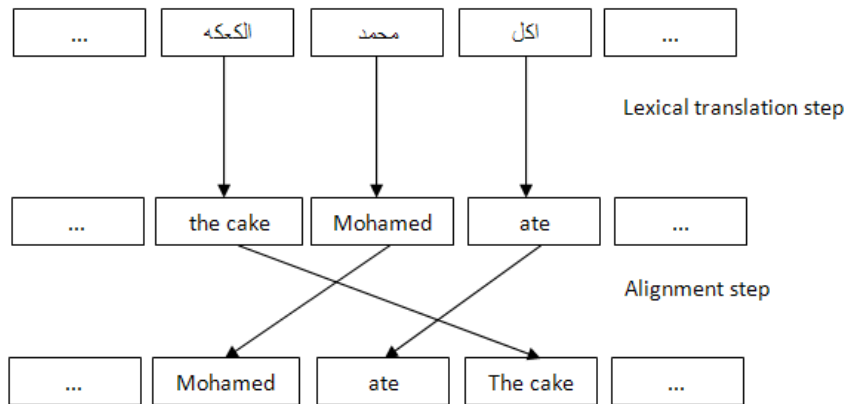 ... الكعكه محمد اكل ...
Lexical translation step
... the cake Mohamed ate ...
Alignment step
... Mohamed ate The cake ...